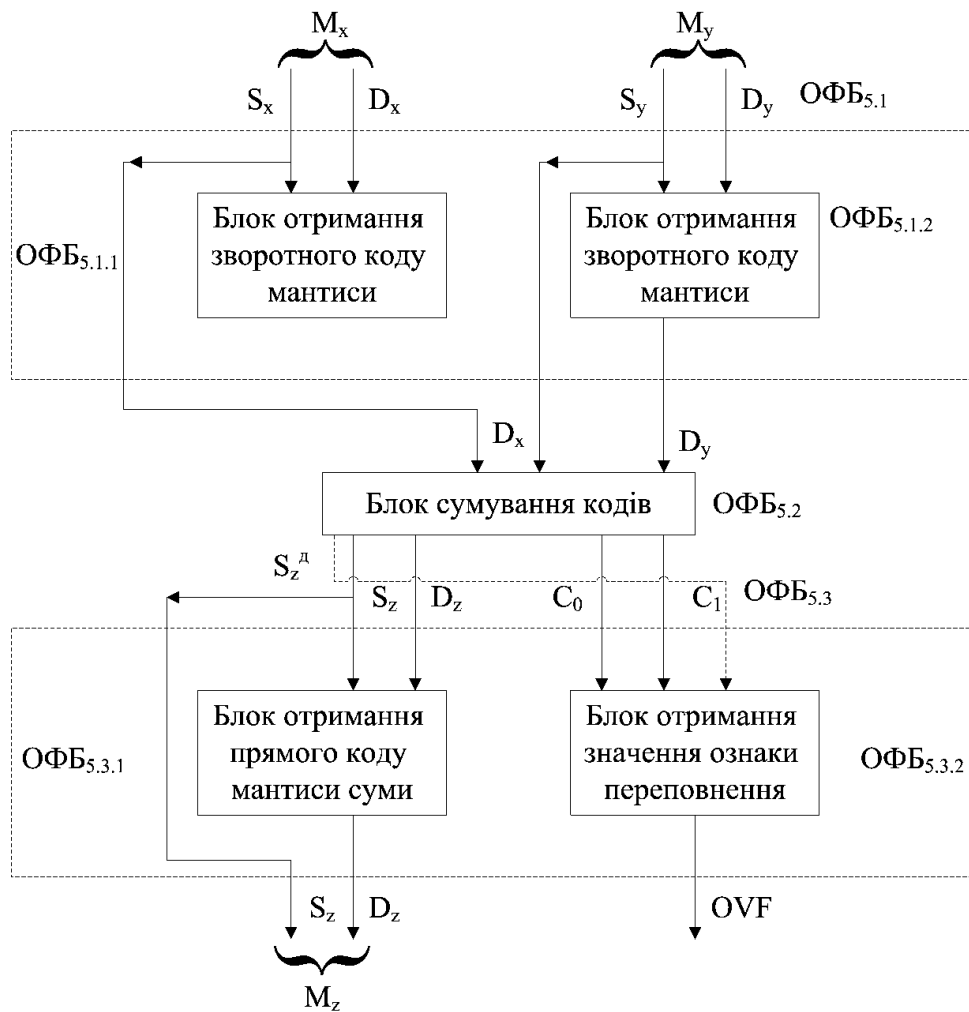 Mx My
Sx Dx Sy Dy ОФБ5.1
Блок отримання зворотного коду мантиси
Блок отримання зворотного коду мантиси
ОФБ5.1.2
ОФБ5.1.1
Dx Dy
Блок сумування кодів
ОФБ5.2
Szд
Sz Dz C0 C1 ОФБ5.3
Блок отримання прямого коду мантиси суми
Блок отримання значення ознаки переповнення
ОФБ5.3.1
ОФБ5.3.2
Sz Dz OVF
Mz